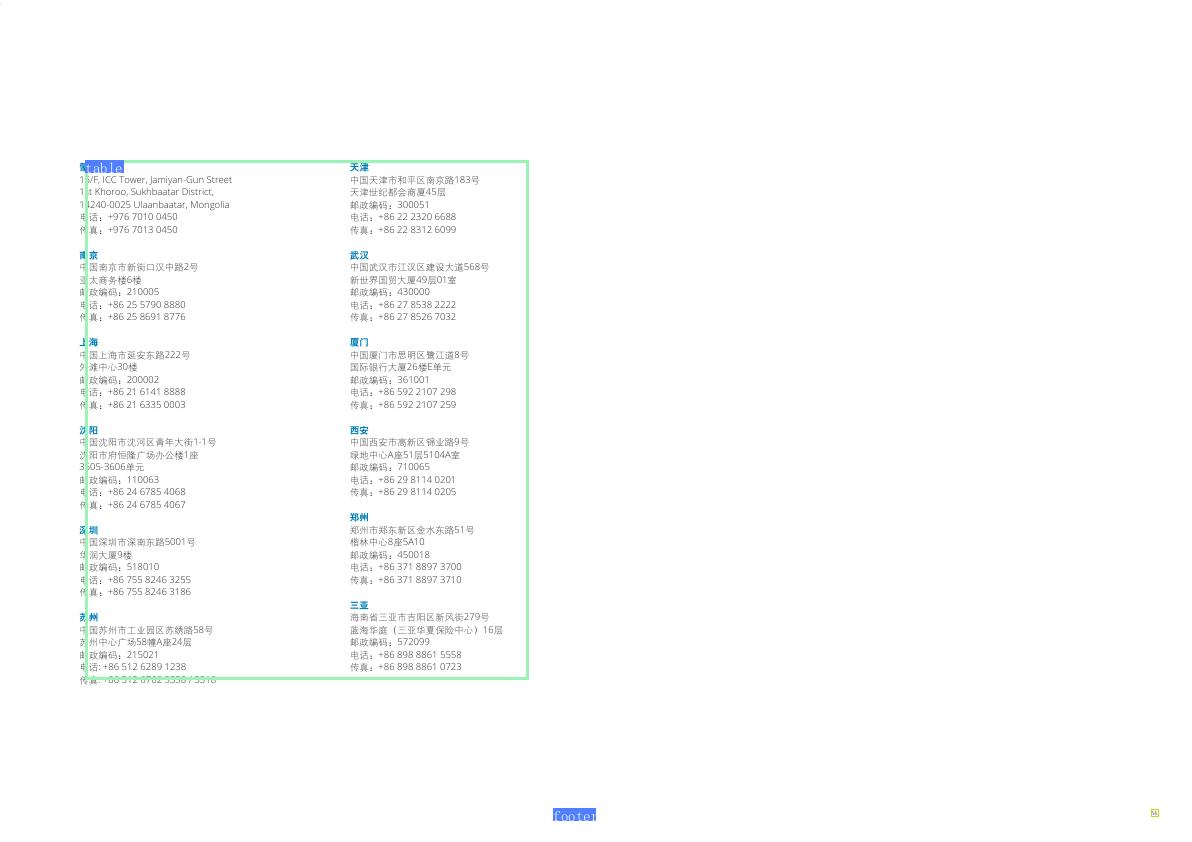 table
15/F, ICC Tower, Jamiyan-Gun Street
1st Khoroo, Sukhbaatar District,
14240-0025 Ulaanbaatar, Mongolia
电话：+976 7010 0450
传真：+976 7013 0450
南京
中国南京市新街口汉中路2号
亚太商务楼6楼
邮政编码：210005
电话：+86 25 5790 8880
传真：+86 25 8691 8776
上海
中国上海市延安东路222号
外滩中心30楼
邮政编码：200002
电话：+86 21 6141 8888
传真：+86 21 6335 0003
沈阳
中国沈阳市沈河区青年大街1-1号
沈阳市府恒隆广场办公楼1座
3605-3606单元
邮政编码：110063
电话：+86 24 6785 4068
传真：+86 24 6785 4067
深圳
中国深圳市深南东路5001号
华润大厦9楼
邮政编码：518010
电话：+86 755 8246 3255
传真：+86 755 8246 3186
苏州
中国苏州市工业园区苏绣路58号
苏州中心广场58幢A座24层
邮政编码：215021
电话: +86 512 6289 1238
传真: +86 512 6762 3338 / 3318
天津
中国天津市和平区南京路183号
天津世纪都会商厦45层
邮政编码：300051
电话：+86 22 2320 6688
传真：+86 22 8312 6099
武汉
中国武汉市江汉区建设大道568号
新世界国贸大厦49层01室
邮政编码：430000
电话：+86 27 8538 2222
传真：+86 27 8526 7032
厦门
中国厦门市思明区鹭江道8号
国际银行大厦26楼E单元
邮政编码：361001
电话：+86 592 2107 298
传真：+86 592 2107 259
西安
中国西安市高新区锦业路9号
绿地中心A座51层5104A室
邮政编码：710065
电话：+86 29 8114 0201
传真：+86 29 8114 0205
郑州
郑州市郑东新区金水东路51号
楷林中心8座5A10
邮政编码：450018
电话：+86 371 8897 3700
传真：+86 371 8897 3710
三亚
海南省三亚市吉阳区新风街279号
蓝海华庭（三亚华夏保险中心）16层
邮政编码：572099
电话：+86 898 8861 5558
传真：+86 898 8861 0723
footer